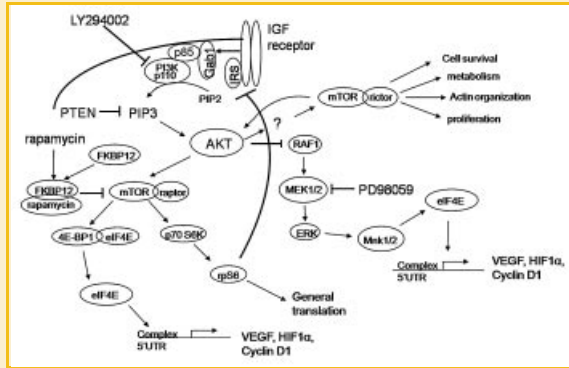 LY294002
IGF
receptor
p85
Gab1
PI3K
p110
IRS
PIP2
Cell survival
metabolism
mTOR rictor
Actin organization
proliferation
PTEN
PIP3
?
rapamycin
AKT
RAF1
FKBP12
FKBP12
rapamycin
mTOR raptor
MEK1/2
PD98059
eIF4E
4E-BP1 eIF4E
p70 S6K
ERK
Mnk1/2
rpS6
eIF4E
General
translation
Complex
5'UTR
VEGF, HIF1α,
Cyclin D1
Complex
5'UTR
VEGF, HIF1α,
Cyclin D1